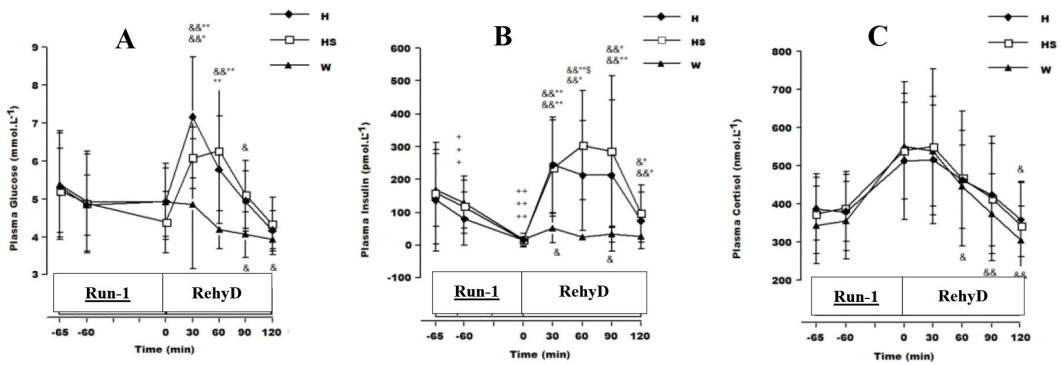 A
H
HS
W
Plasma Glucose (mmol.L-1)
9
8
7
6
5
4
3
&&**
&&*
&&**
**
&
&
&
Run-1
RehyD
-65 -60 0 30 60 90 120
Time (min)
B
H
HS
W
Plasma Insulin (pmol.L-1)
600
500
400
300
200
100
0
-100
+
+
+
++
++
++
&&**
&&**
&&**$
&&*
&&*
&&**
&*
&&*
&
&
Run-1
RehyD
-65 -60 0 30 60 90 120
Time (min)
C
H
HS
W
Plasma Cortisol (nmol.L-1)
800
700
600
500
400
300
200
&
&
&&
&&
Run-1
RehyD
-65 -60 0 30 60 90 120
Time (min)